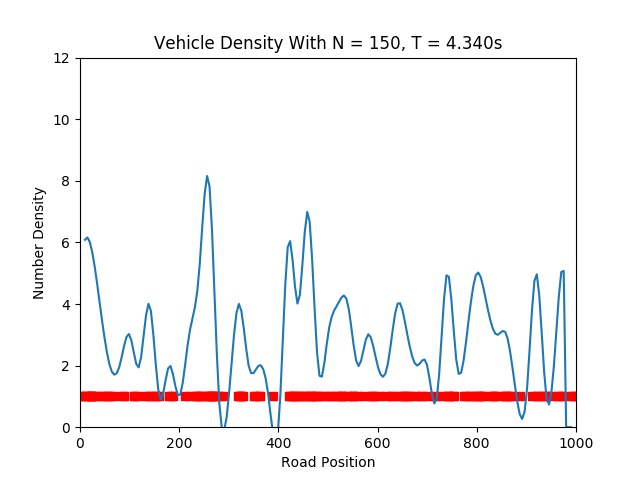 Vehicle Density With N = 150, T = 4.340s
12
10
8
6
4
2
0
Number Density
0 200 400 600 800 1000
Road Position